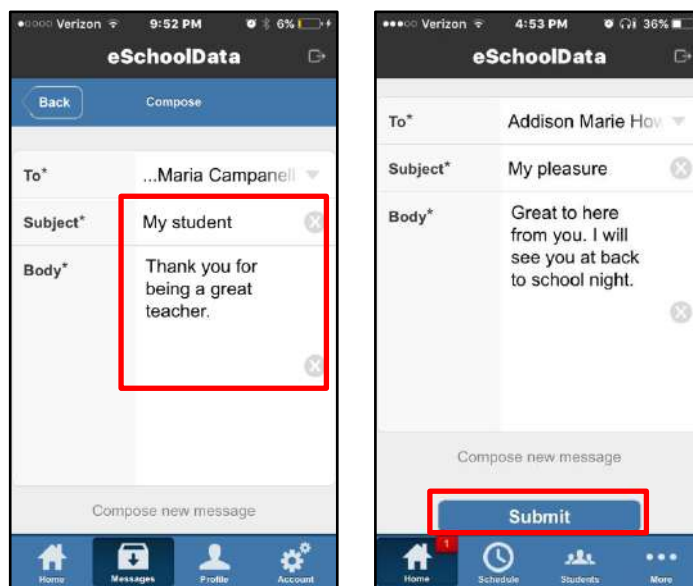 Verizon 9:52 PM 6%
eSchoolData
Back Compose
To* ...Maria Campanell
Subject* My student
Body* Thank you for
being a great
teacher.
Compose new message
Home Messages Profile Account
Verizon 4:53 PM 36%
eSchoolData
To* Addison Marie How
Subject* My pleasure
Body* Great to here
from you. I will
see you at back
to school night.
Compose new message
Submit
1
Home Schedule Students More